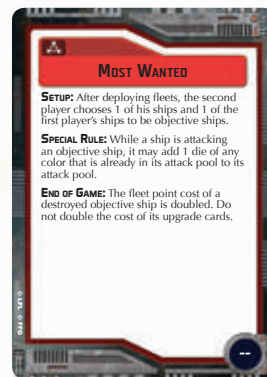 MOST WANTED
SETUP: After deploying fleets, the second
player chooses 1 of his ships and 1 of the
first player's ships to be objective ships.
SPECIAL RULE: While a ship is attacking
an objective ship, it may add 1 die of any
color that is already in its attack pool to its
attack pool.
END OF GAME: The fleet point cost of a
destroyed objective ship is doubled. Do
not double the cost of its upgrade cards.
© LFL © FFG
--